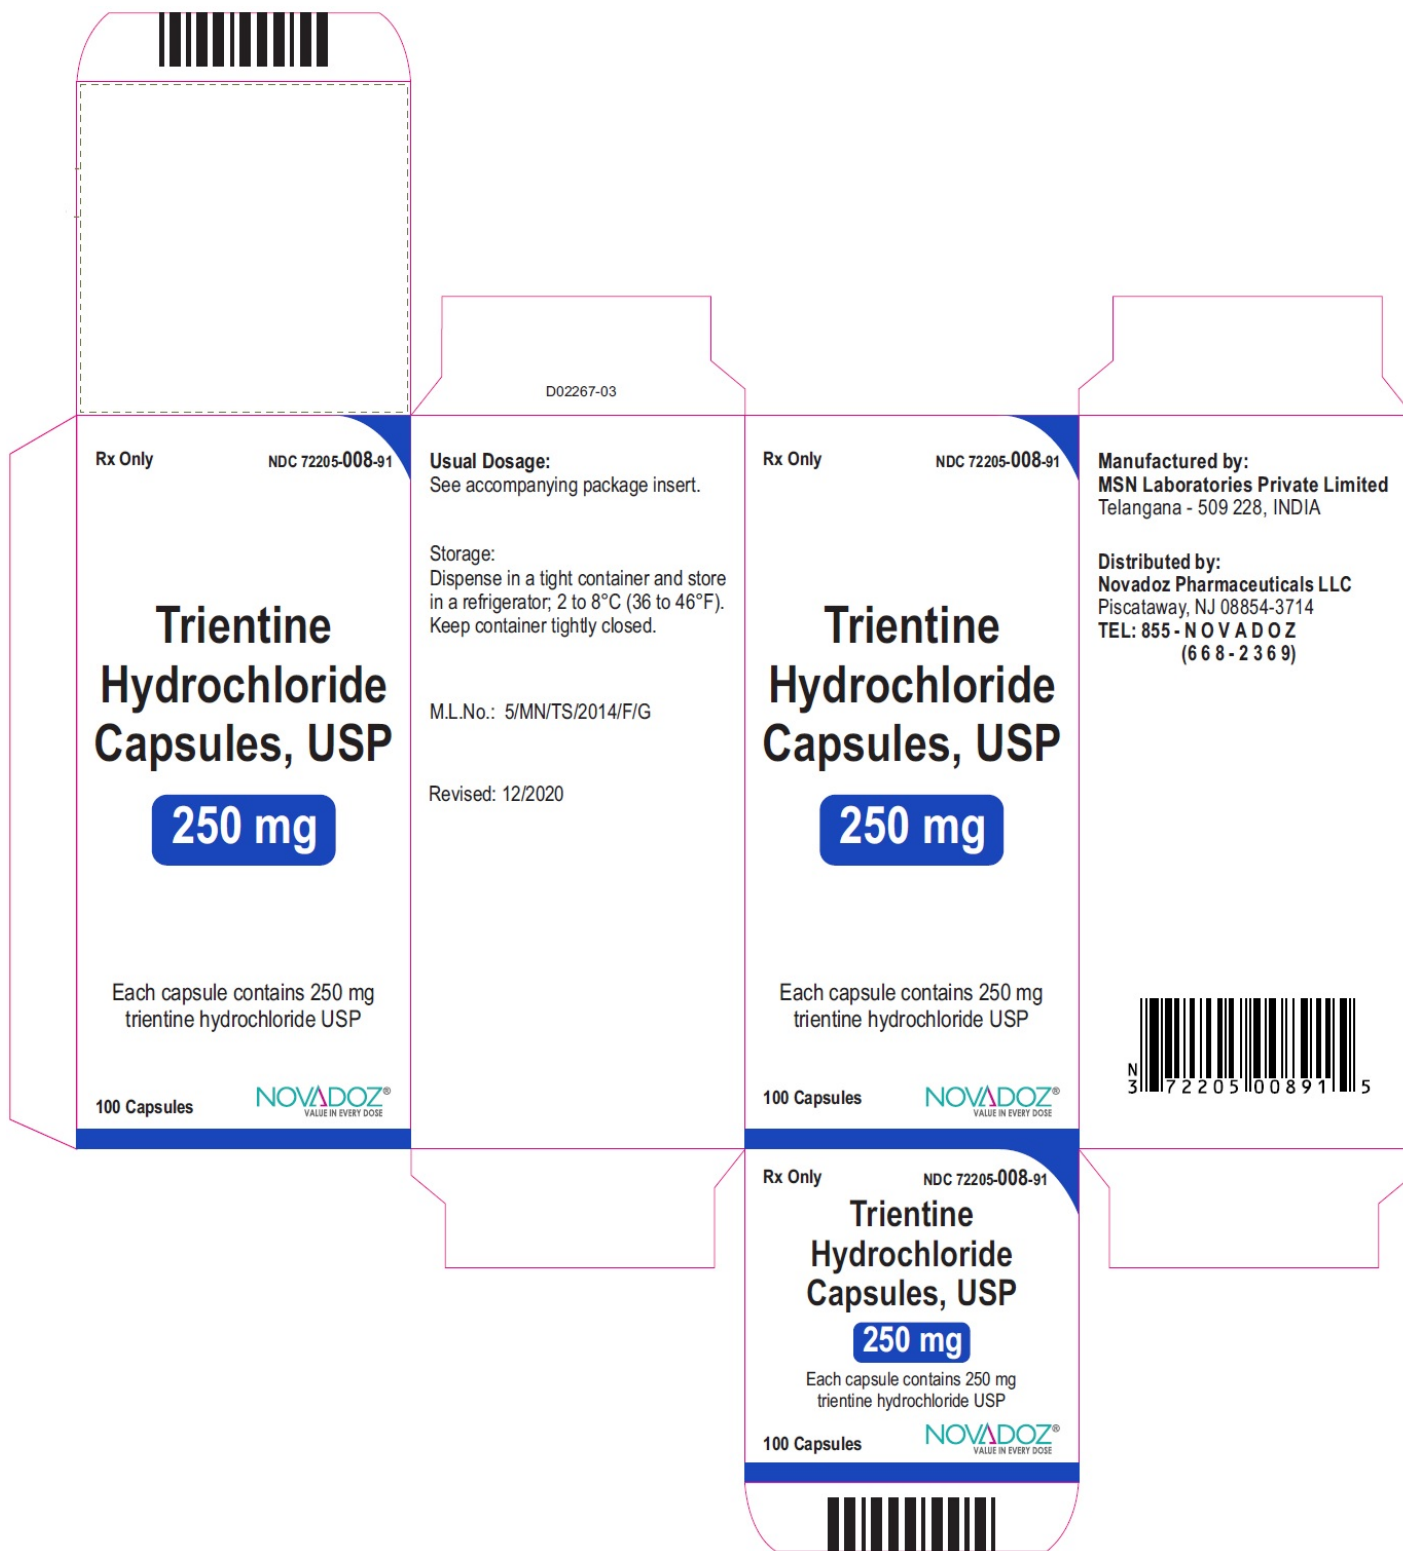 D02267-03
Rx Only
NDC 72205-008-91
Trientine
Hydrochloride
Capsules, USP
250 mg
Each capsule contains 250 mg
trientine hydrochloride USP
100 Capsules
NOVADOZ®
VALUE IN EVERY DOSE
Usual Dosage:
See accompanying package insert.
Storage:
Dispense in a tight container and store
in a refrigerator; 2 to 8°C (36 to 46°F).
Keep container tightly closed.
M.L.No.: 5/MN/TS/2014/F/G
Revised: 12/2020
Rx Only
NDC 72205-008-91
Trientine
Hydrochloride
Capsules, USP
250 mg
Each capsule contains 250 mg
trientine hydrochloride USP
100 Capsules
NOVADOZ®
VALUE IN EVERY DOSE
Manufactured by:
MSN Laboratories Private Limited
Telangana - 509 228, INDIA
Distributed by:
Novadoz Pharmaceuticals LLC
Piscataway, NJ 08854-3714
TEL: 855 - N O V A D O Z
(6 6 8 - 2 3 6 9)
N
3 72205 00891 5
Rx Only
NDC 72205-008-91
Trientine
Hydrochloride
Capsules, USP
250 mg
Each capsule contains 250 mg
trientine hydrochloride USP
100 Capsules
NOVADOZ®
VALUE IN EVERY DOSE